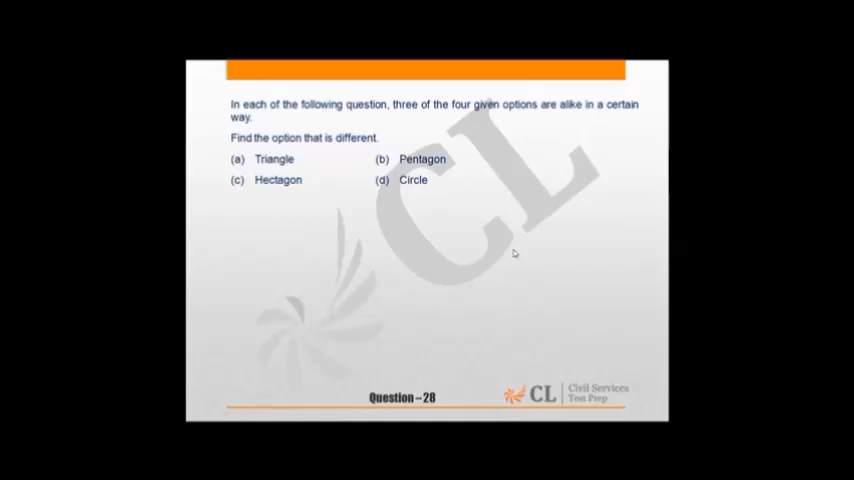 In each of the following question, three of the four given options are alike in a certain
way.
Find the option that is different.
(a) Triangle (b) Pentagon
(c) Hectagon (d) Circle
CL
Question – 28
CL Civil Services
Test Prep